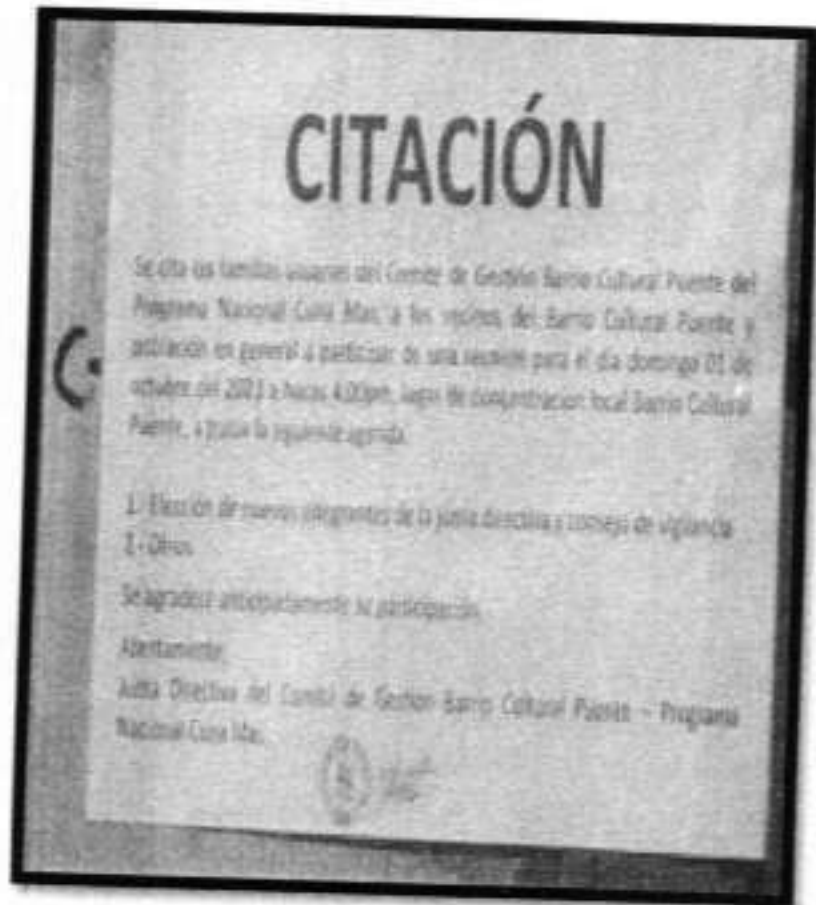 CITACIÓN
Se cita las familias usuarias del Comité de Gestión Barrio Cultural Puente del
Programa Nacional Cuna Mas, a los vecinos del Barrio Cultural Puente y
población en general a participar de una reunión para el día domingo 01 de
octubre del 2023 a horas 4:00pm, lugar de concentracion local Barrio Cultural
Puente, a tratar la siguiente agenda.
1.- Elección de nuevos integrantes de la junta directiva y consejo de vigilancia
2.- Otros
Se agradece anticipadamente su participación.
Atentamente;
Junta Directiva del Comité de Gestion Barrio Cultural Puente – Programa
Nacional Cuna Mas.